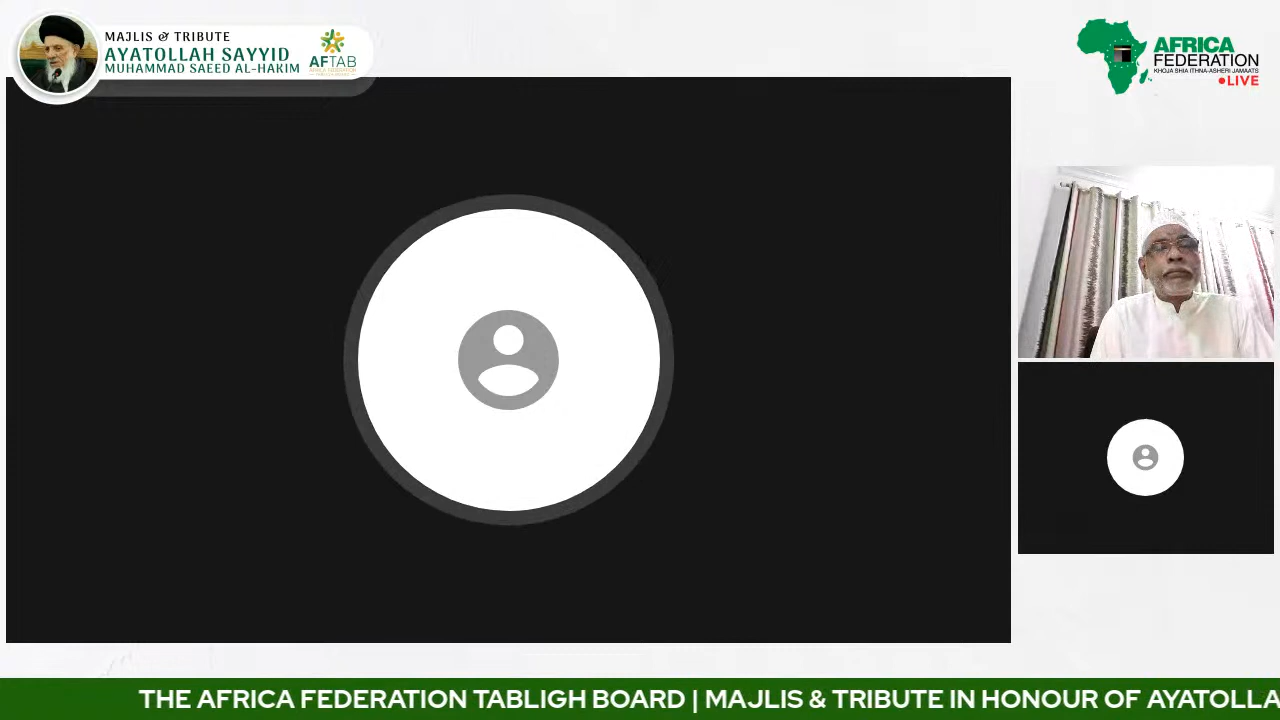 MAJLIS & TRIBUTE
AYATOLLAH SAYYID
MUHAMMAD SAEED AL-HAKIM
AFTAB
AFRICA
FEDERATION
KHOJA SHIA ITHNA-ASHERI JAMAATS
LIVE
THE AFRICA FEDERATION TABLIGH BOARD | MAJLIS & TRIBUTE IN HONOUR OF AYATOLLA